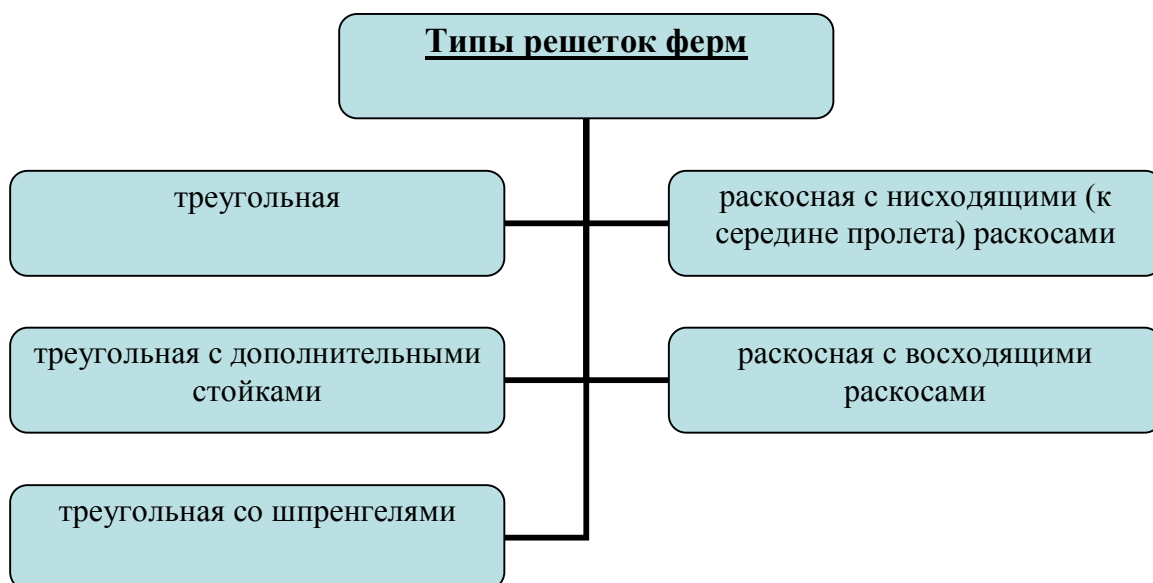 Типы решеток ферм
треугольная
раскосная с нисходящими (к
середине пролета) раскосами
треугольная с дополнительными
стойками
раскосная с восходящими
раскосами
треугольная со шпренгелями